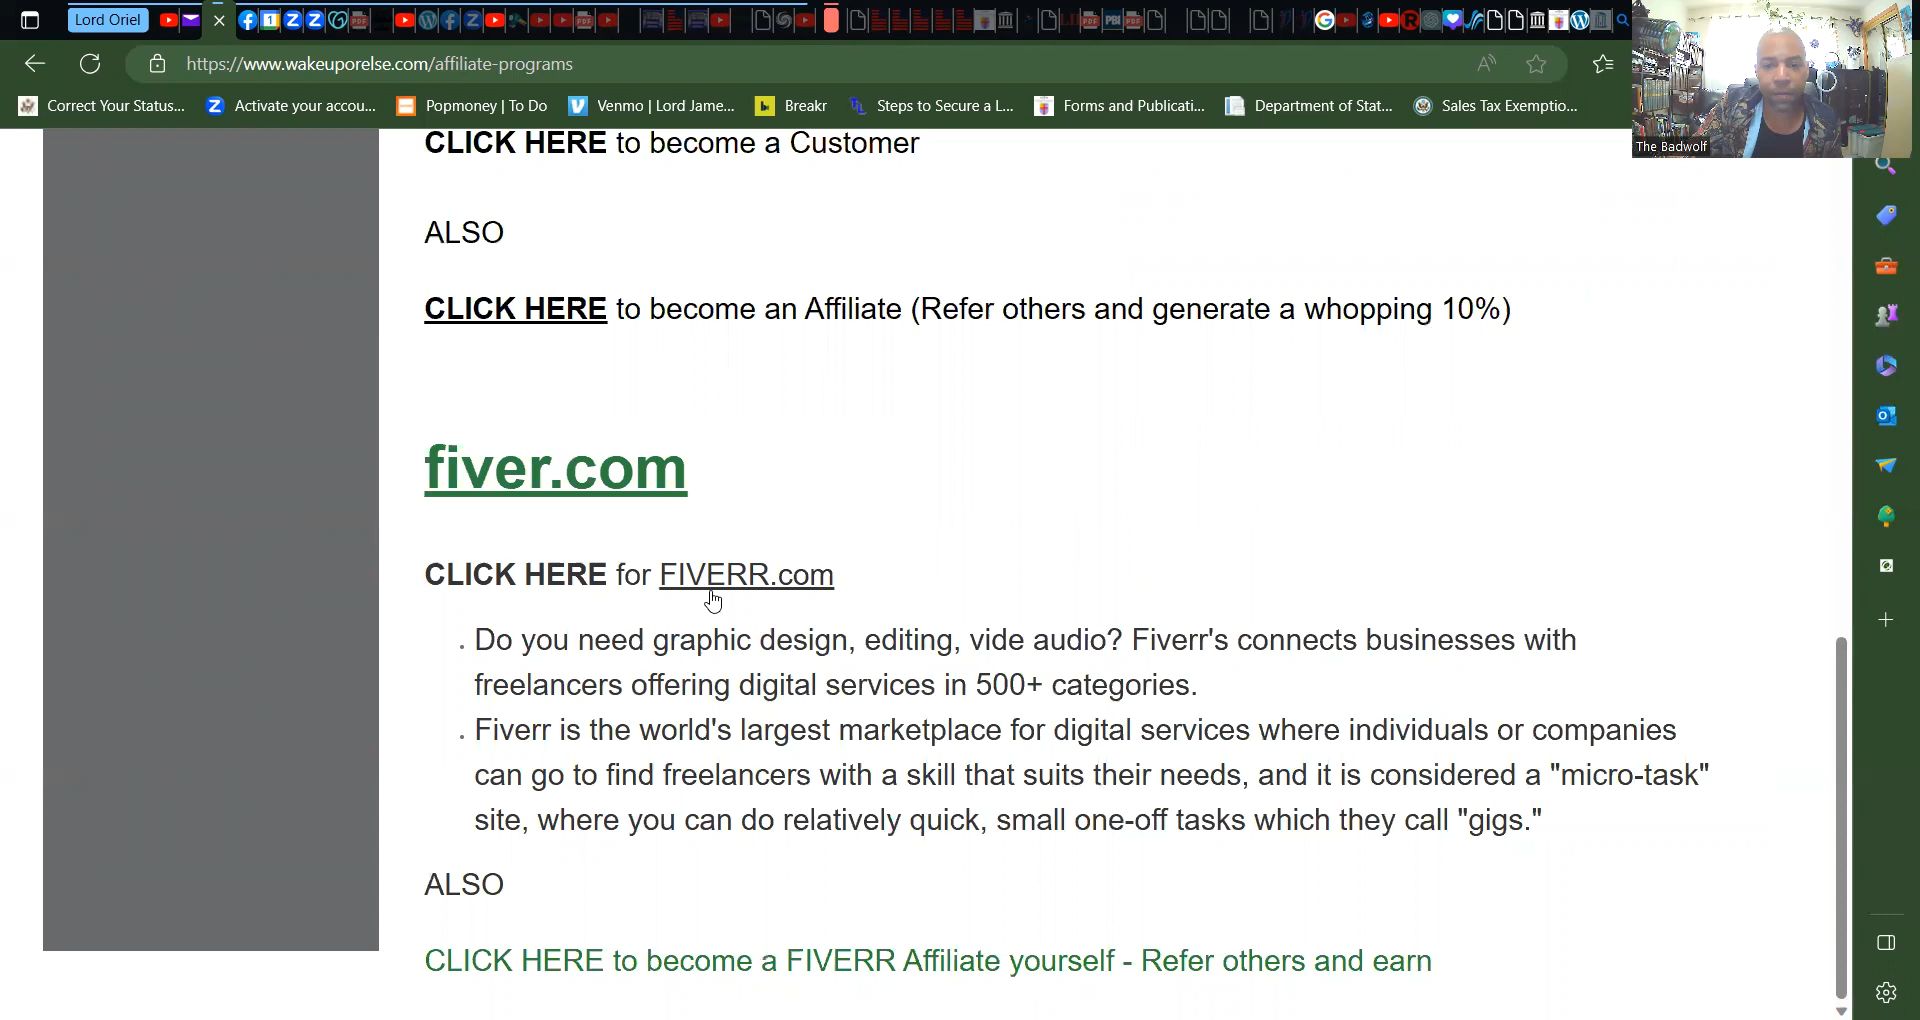 Lord Oriel
https://www.wakeuporelse.com/affiliate-programs
Correct Your Status... Activate your accou... Popmoney | To Do Venmo | Lord Jame... Breakr Steps to Secure a L... Forms and Publicati... Department of Stat... Sales Tax Exemptio...
The Badwolf
CLICK HERE to become a Customer
ALSO
CLICK HERE to become an Affiliate (Refer others and generate a whopping 10%)
fiver.com
CLICK HERE for FIVERR.com
Do you need graphic design, editing, vide audio? Fiverr's connects businesses with
freelancers offering digital services in 500+ categories.
Fiverr is the world's largest marketplace for digital services where individuals or companies
can go to find freelancers with a skill that suits their needs, and it is considered a "micro-task"
site, where you can do relatively quick, small one-off tasks which they call "gigs."
ALSO
CLICK HERE to become a FIVERR Affiliate yourself - Refer others and earn